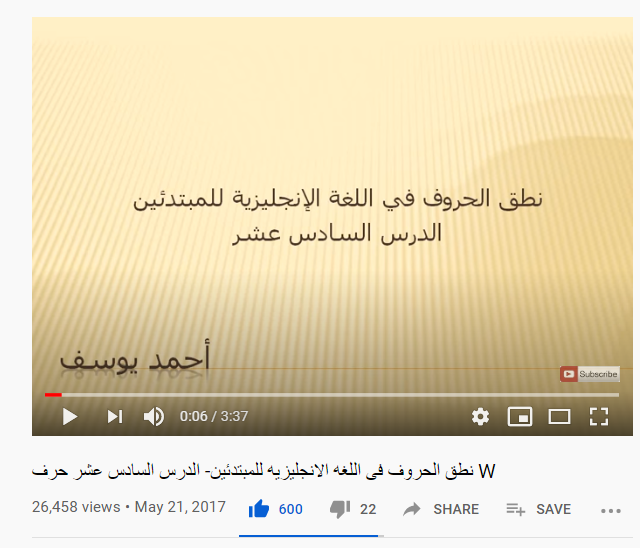 نطق الحروف في اللغة الإنجليزية للمبتدئين
الدرس السادس عشر
أحمد يوسف
Subscribe
0:06 / 3:37
نطق الحروف فى اللغه الانجليزيه للمبتدئين- الدرس السادس عشر حرف W
26,458 views • May 21, 2017 600 22 SHARE SAVE